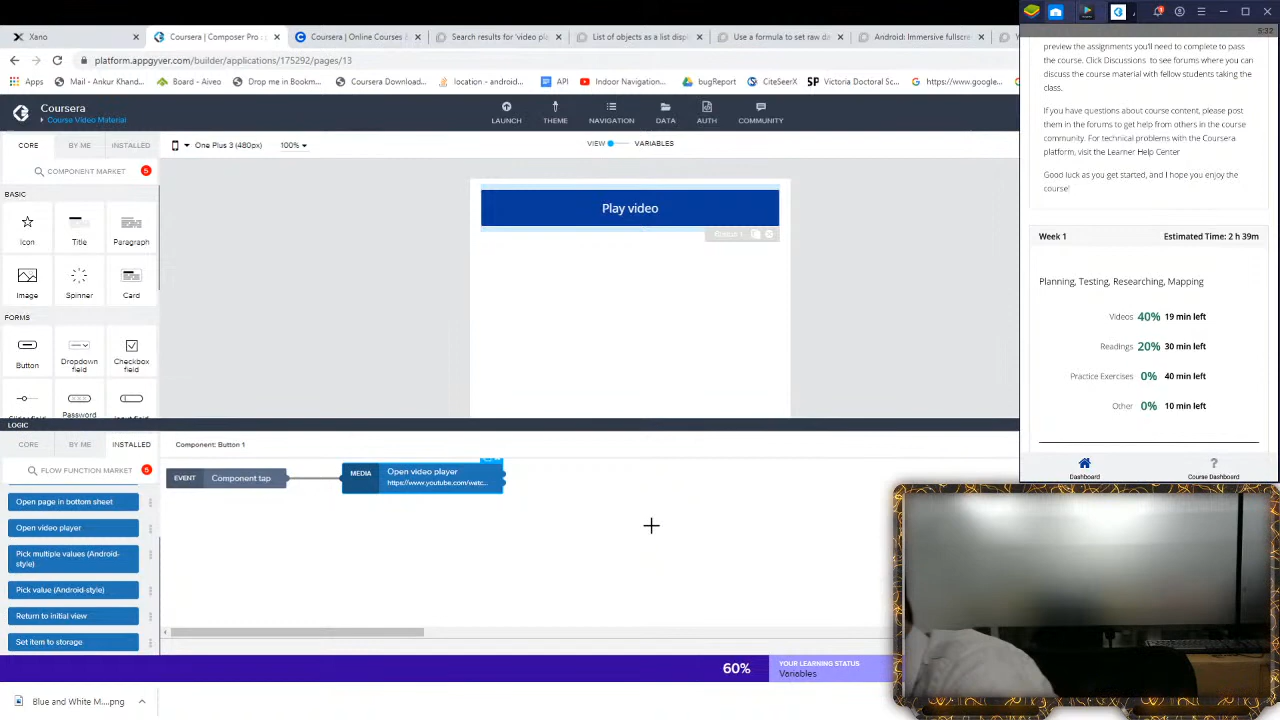 Xano
Coursera | Composer Pro :
Coursera | Online Courses &
Search results for 'video pl
List of objects as a list displ
Use a formula to set raw da
Android: Immersive fullscre
platform.appgyver.com/builder/applications/175292/pages/13
Apps
Mail - Ankur Khand...
Board - Aiveo
Drop me in Bookm...
Coursera Download...
location - android...
API
Indoor Navigation...
bugReport
CiteSeerX
SP Victoria Doctoral Sc...
https://www.google...
Coursera
Course Video Material
LAUNCH
THEME
NAVIGATION
DATA
AUTH
COMMUNITY
CORE
BY ME
INSTALLED
One Plus 3 (480px)
100%
VIEW
VARIABLES
COMPONENT MARKET
5
BASIC
Icon
Title
Paragraph
Image
Spinner
Card
FORMS
Button
Dropdown
field
Checkbox
field
Password
Play video
Button 1
LOGIC
CORE
BY ME
INSTALLED
Component: Button 1
FLOW FUNCTION MARKET
5
Open page in bottom sheet
Open video player
Pick multiple values (Android-
style)
Pick value (Android-style)
Return to initial view
Set item to storage
EVENT
Component tap
MEDIA
Open video player
https://www.youtube.com/watc...
60%
YOUR LEARNING STATUS
Variables
Blue and White M....png
5:32
preview the assignments you'll need to complete to pass
the course. Click Discussions to see forums where you can
discuss the course material with fellow students taking the
class.
If you have questions about course content, please post
them in the forums to get help from others in the course
community. For technical problems with the Coursera
platform, visit the Learner Help Center
Good luck as you get started, and I hope you enjoy the
course'
Week 1
Estimated Time: 2 h 39m
Planning, Testing, Researching, Mapping
Videos 40% 19 min left
Readings 20% 30 min left
Practice Exercises 0% 40 min left
Other 0% 10 min left
Dashboard
Course Dashboard